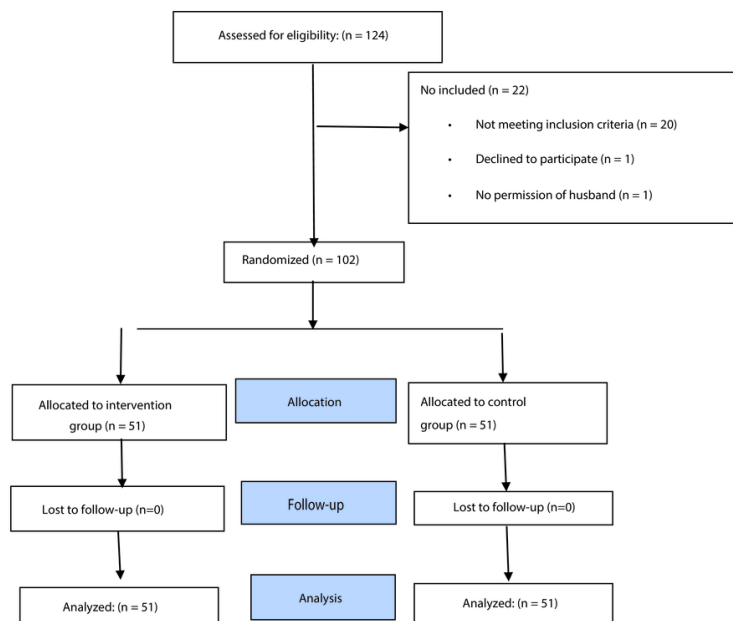 Assessed for eligibility: (n = 124)
No included (n = 22)
• Not meeting inclusion criteria (n = 20)
• Declined to participate (n = 1)
• No permission of husband (n = 1)
Randomized (n = 102)
Allocated to intervention
group (n = 51)
Allocation
Allocated to control
group (n = 51)
Lost to follow-up (n=0)
Follow-up
Lost to follow-up (n=0)
Analyzed: (n = 51)
Analysis
Analyzed: (n = 51)